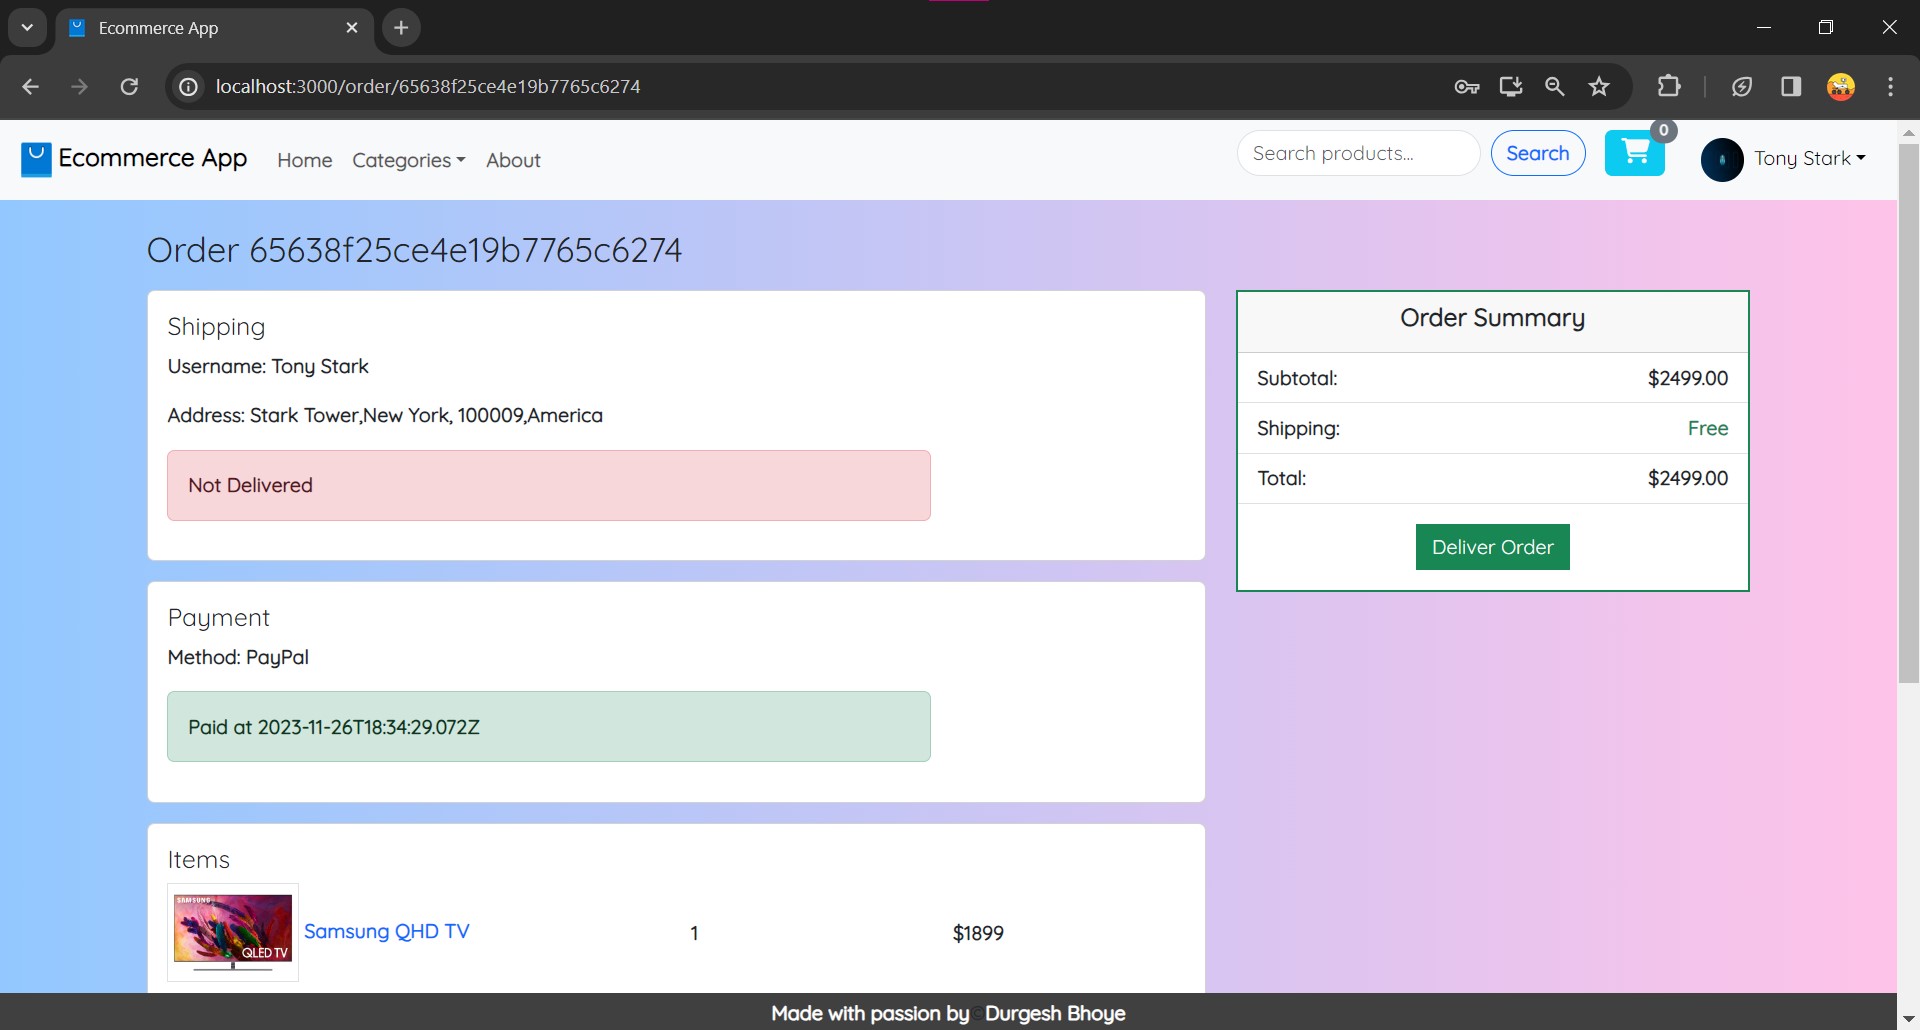 Ecommerce App
localhost:3000/order/65638f25ce4e19b7765c6274
Ecommerce App Home Categories About Search products... Search 0 Tony Stark
Order 65638f25ce4e19b7765c6274
Shipping
Username: Tony Stark
Address: Stark Tower,New York, 100009,America
Not Delivered
Payment
Method: PayPal
Paid at 2023-11-26T18:34:29.072Z
Items
SAMSUNG
QLED TV
Samsung QHD TV 1 $1899
Order Summary
Subtotal: $2499.00
Shipping: Free
Total: $2499.00
Deliver Order
Made with passion by©Durgesh Bhoye